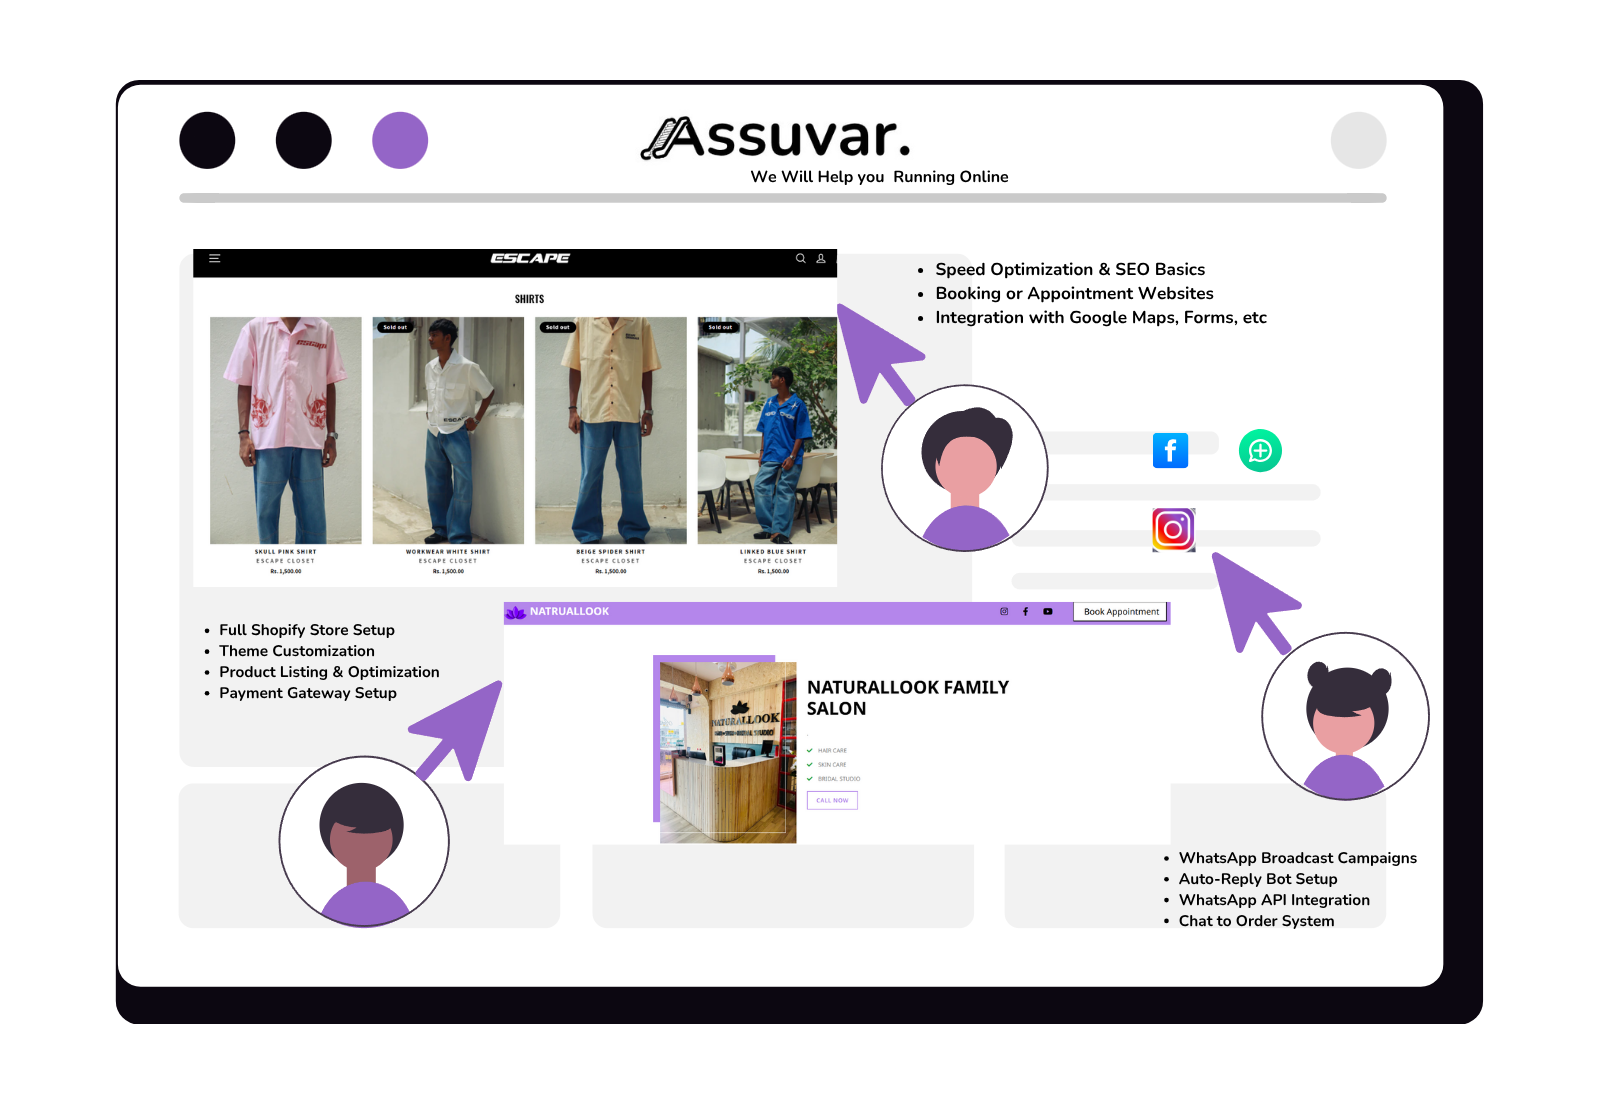 Assuvar.
We Will Help you Running Online
ESCAPE
SHIRTS
Sold out
Sold out
Sold out
SKULL PINK SHIRT
ESCAPE CLOSET
Rs. 1,500.00
WORKWEAR WHITE SHIRT
ESCAPE CLOSET
Rs. 1,500.00
BEIGE SPIDER SHIRT
ESCAPE CLOSET
Rs. 1,500.00
LINKED BLUE SHIRT
ESCAPE CLOSET
Rs. 1,500.00
• Speed Optimization & SEO Basics
• Booking or Appointment Websites
• Integration with Google Maps, Forms, etc
• Full Shopify Store Setup
• Theme Customization
• Product Listing & Optimization
• Payment Gateway Setup
NATRUALLOOK
Book Appointment
NATURALLOOK
NATURALLOOK FAMILY
SALON
HAIR CARE
SKIN CARE
BRIDAL STUDIO
CALL NOW
• WhatsApp Broadcast Campaigns
• Auto-Reply Bot Setup
• WhatsApp API Integration
• Chat to Order System